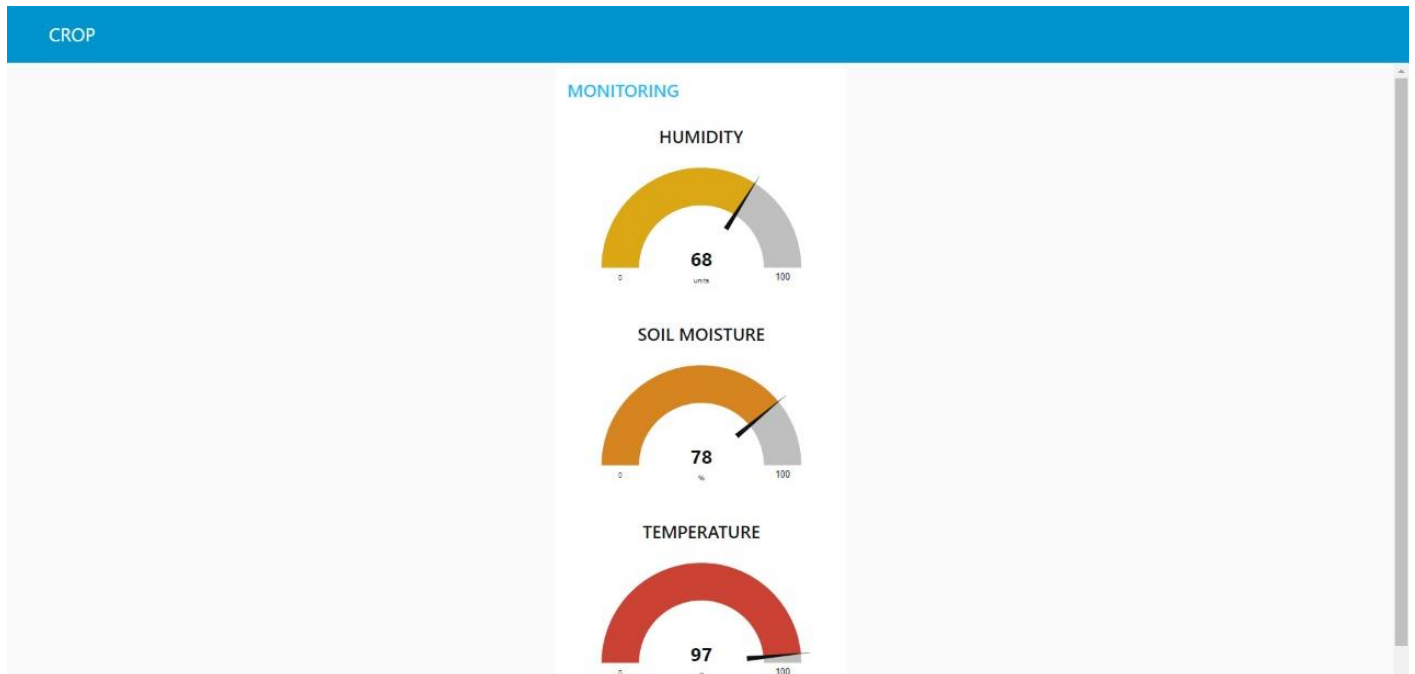 CROP
MONITORING
HUMIDITY
68
0 units 100
SOIL MOISTURE
78
0 % 100
TEMPERATURE
97
0 100